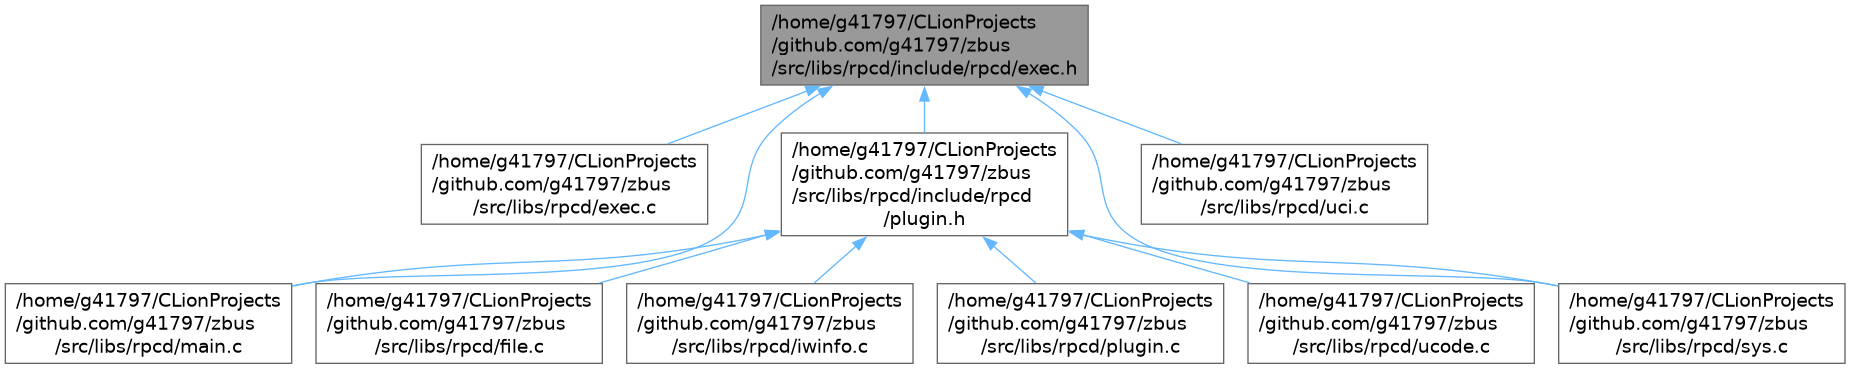 /home/g41797/CLionProjects
/github.com/g41797/zbus
/src/libs/rpcd/include/rpcd/exec.h
/home/g41797/CLionProjects
/github.com/g41797/zbus
/src/libs/rpcd/exec.c
/home/g41797/CLionProjects
/github.com/g41797/zbus
/src/libs/rpcd/include/rpcd
/plugin.h
/home/g41797/CLionProjects
/github.com/g41797/zbus
/src/libs/rpcd/uci.c
/home/g41797/CLionProjects
/github.com/g41797/zbus
/src/libs/rpcd/main.c
/home/g41797/CLionProjects
/github.com/g41797/zbus
/src/libs/rpcd/file.c
/home/g41797/CLionProjects
/github.com/g41797/zbus
/src/libs/rpcd/iwinfo.c
/home/g41797/CLionProjects
/github.com/g41797/zbus
/src/libs/rpcd/plugin.c
/home/g41797/CLionProjects
/github.com/g41797/zbus
/src/libs/rpcd/ucode.c
/home/g41797/CLionProjects
/github.com/g41797/zbus
/src/libs/rpcd/sys.c